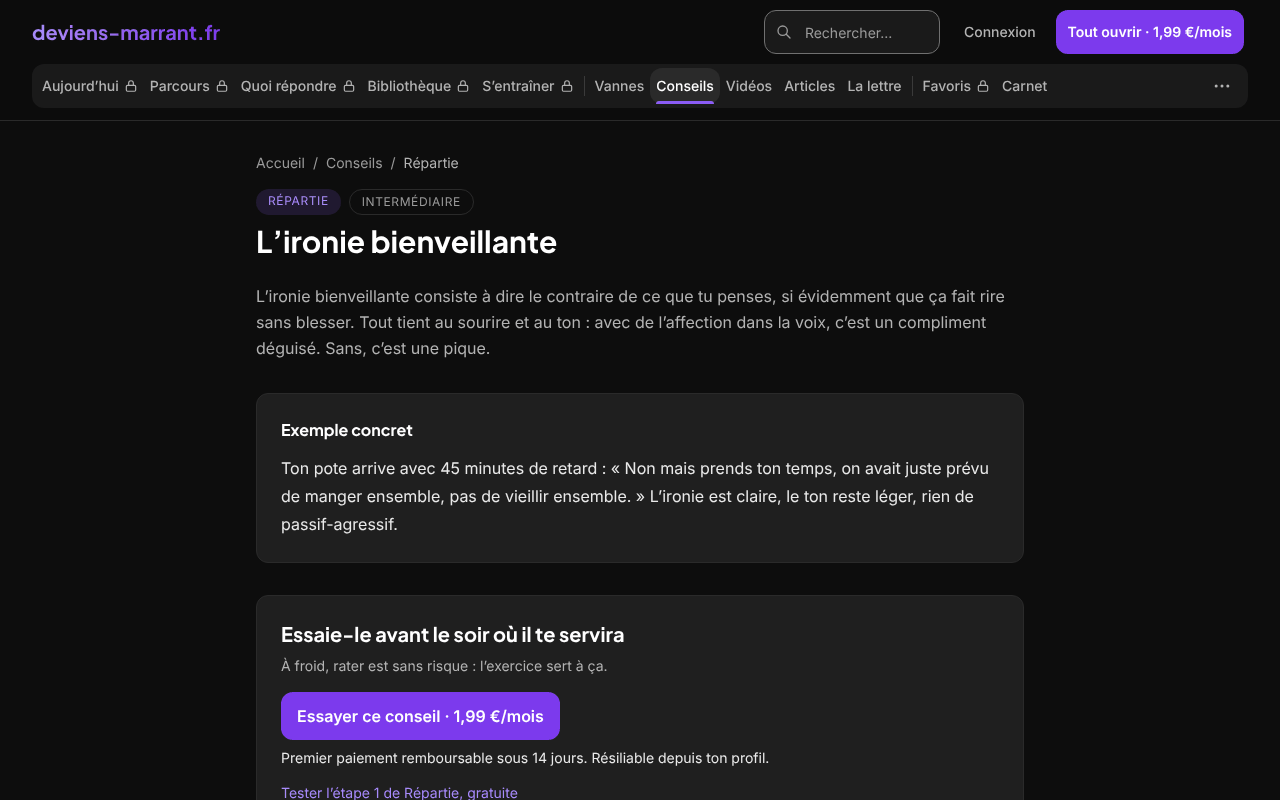 deviens-marrant.fr
Rechercher...
Connexion
Tout ouvrir · 1,99 €/mois
Aujourd’hui Parcours Quoi répondre Bibliothèque S’entraîner Vannes Conseils Vidéos Articles La lettre Favoris Carnet ...
Accueil / Conseils / Répartie
RÉPARTIE INTERMÉDIAIRE
L’ironie bienveillante
L’ironie bienveillante consiste à dire le contraire de ce que tu penses, si évidemment que ça fait rire
sans blesser. Tout tient au sourire et au ton : avec de l’affection dans la voix, c’est un compliment
déguisé. Sans, c’est une pique.
Exemple concret
Ton pote arrive avec 45 minutes de retard : « Non mais prends ton temps, on avait juste prévu
de manger ensemble, pas de vieillir ensemble. » L’ironie est claire, le ton reste léger, rien de
passif-agressif.
Essaie-le avant le soir où il te servira
À froid, rater est sans risque : l’exercice sert à ça.
Essayer ce conseil · 1,99 €/mois
Premier paiement remboursable sous 14 jours. Résiliable depuis ton profil.
Tester l’étape 1 de Répartie, gratuite